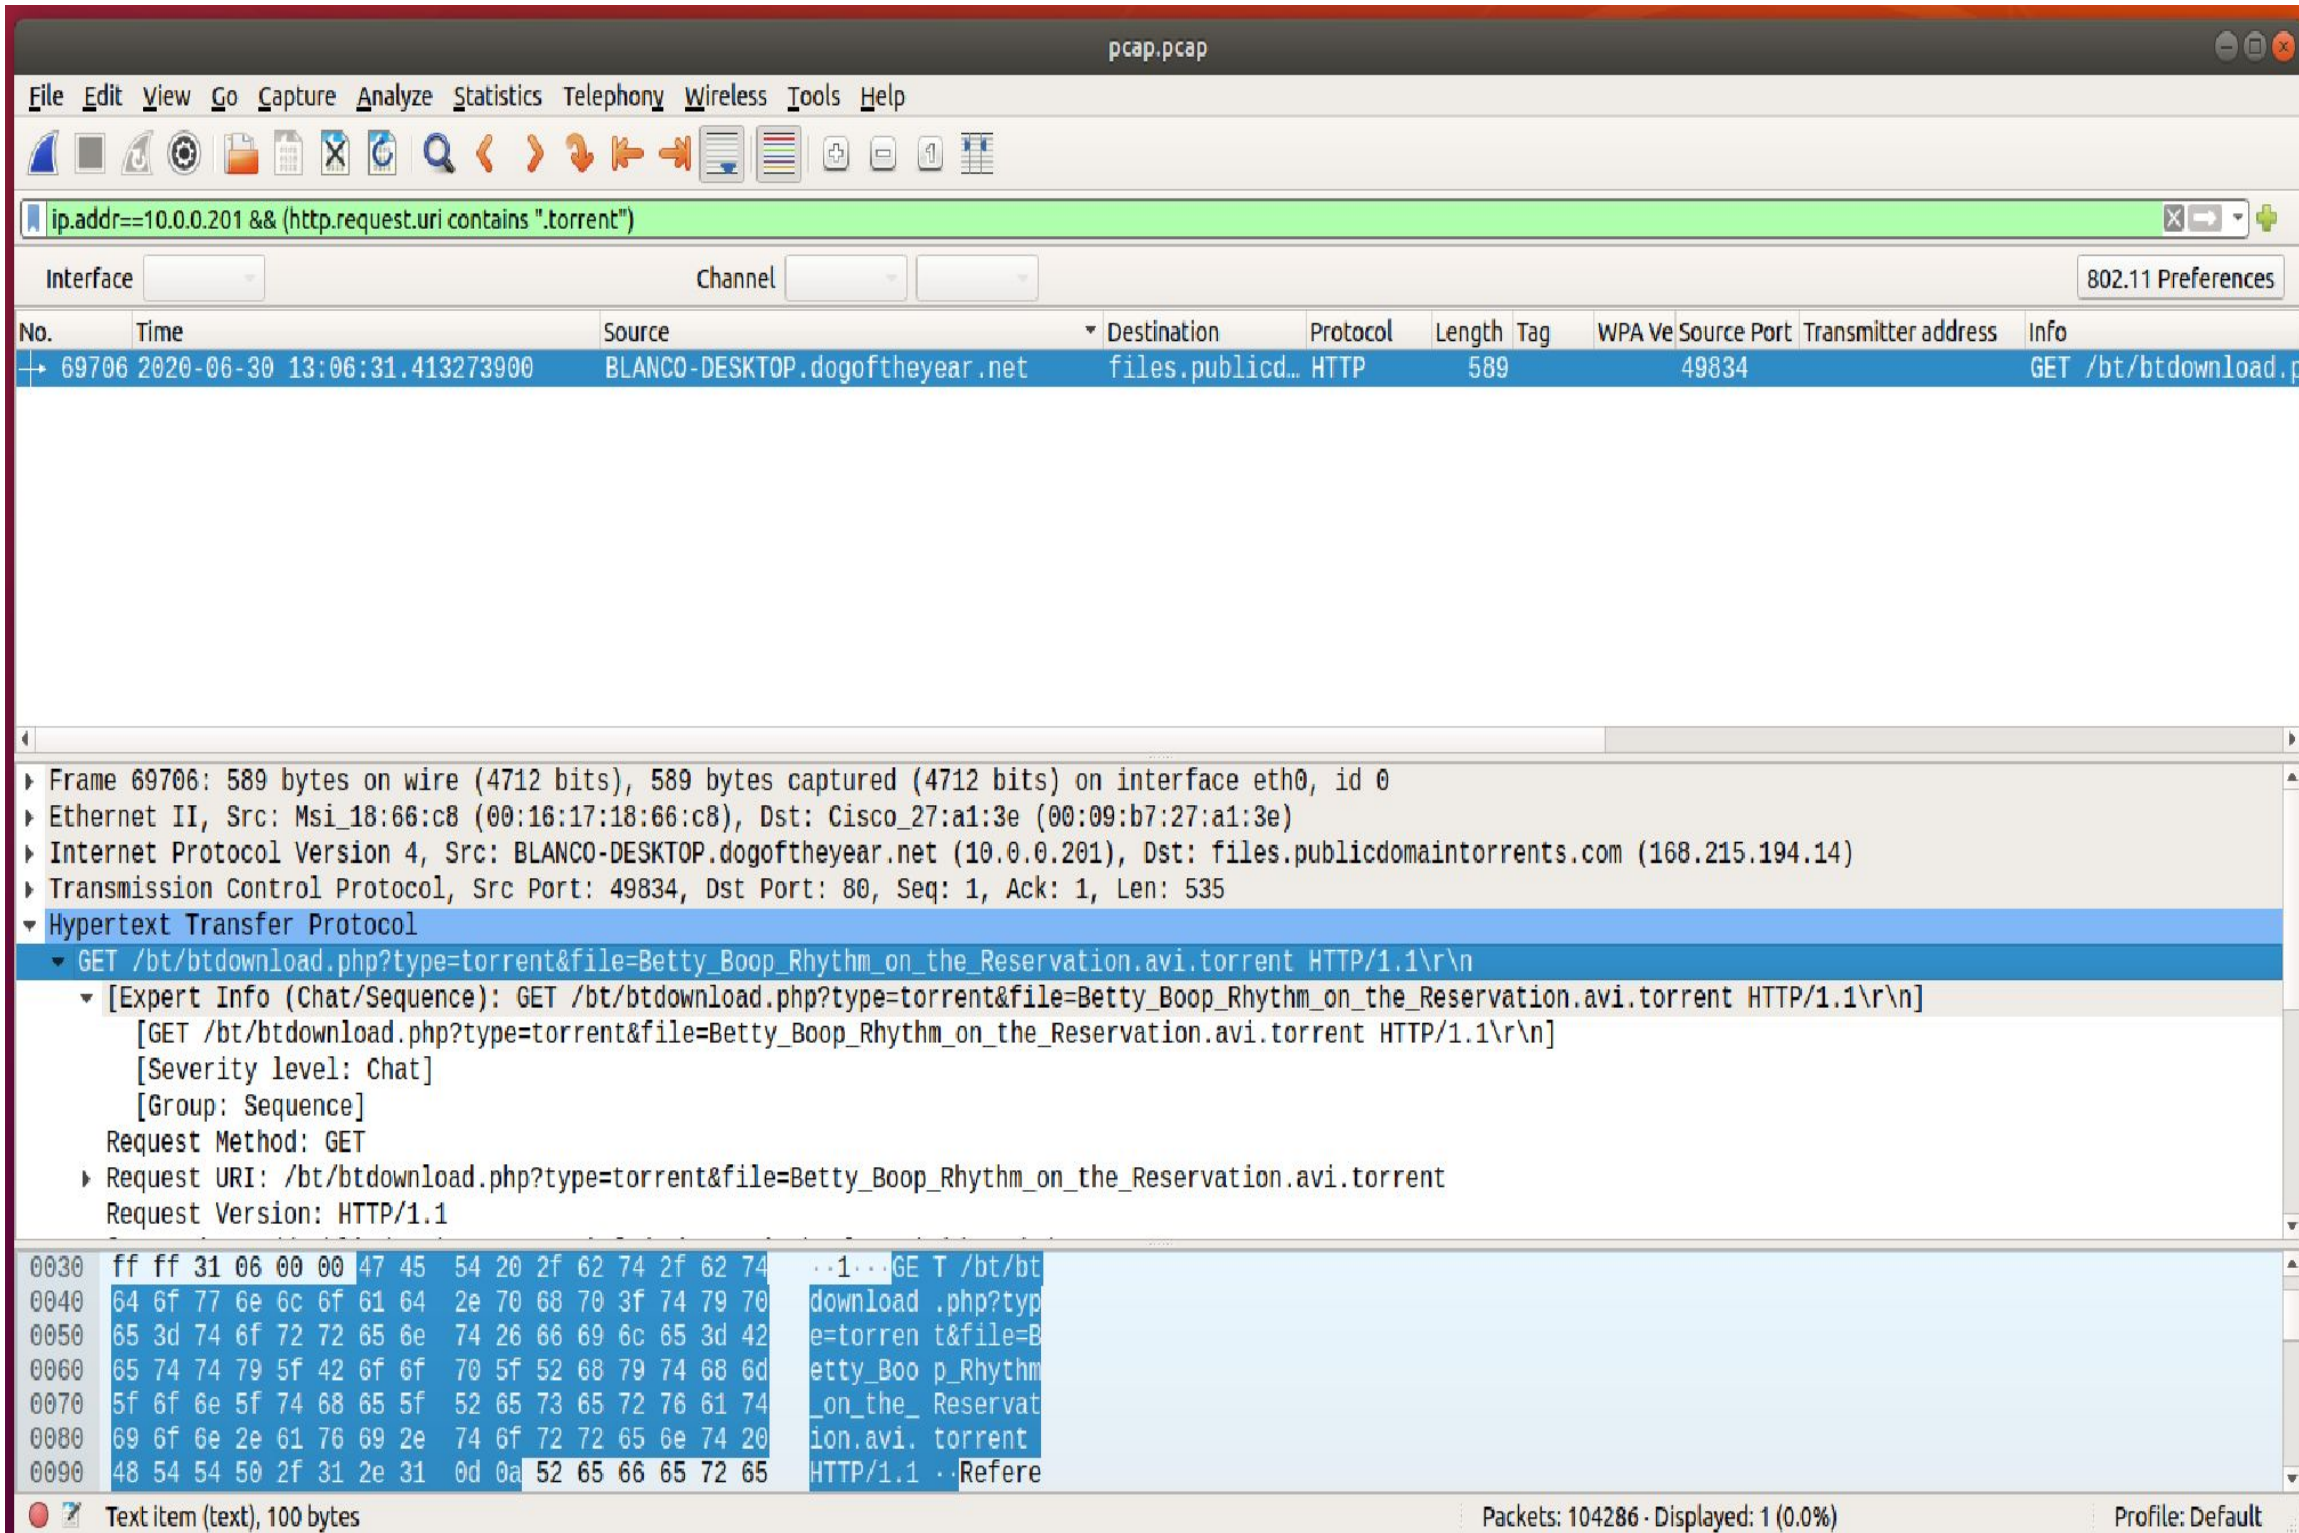 pcap.pcap
File Edit View Go Capture Analyze Statistics Telephony Wireless Tools Help
ip.addr==10.0.0.201 && (http.request.uri contains ".torrent")
Interface Channel 802.11 Preferences
No. Time Source Destination Protocol Length Tag WPA Ve Source Port Transmitter address Info
69706 2020-06-30 13:06:31.413273900 BLANCO-DESKTOP.dogoftheyear.net files.publicd… HTTP 589 49834 GET /bt/btdownload.p
Frame 69706: 589 bytes on wire (4712 bits), 589 bytes captured (4712 bits) on interface eth0, id 0
Ethernet II, Src: Msi_18:66:c8 (00:16:17:18:66:c8), Dst: Cisco_27:a1:3e (00:09:b7:27:a1:3e)
Internet Protocol Version 4, Src: BLANCO-DESKTOP.dogoftheyear.net (10.0.0.201), Dst: files.publicdomaintorrents.com (168.215.194.14)
Transmission Control Protocol, Src Port: 49834, Dst Port: 80, Seq: 1, Ack: 1, Len: 535
Hypertext Transfer Protocol
GET /bt/btdownload.php?type=torrent&file=Betty_Boop_Rhythm_on_the_Reservation.avi.torrent HTTP/1.1\r\n
[Expert Info (Chat/Sequence): GET /bt/btdownload.php?type=torrent&file=Betty_Boop_Rhythm_on_the_Reservation.avi.torrent HTTP/1.1\r\n]
[GET /bt/btdownload.php?type=torrent&file=Betty_Boop_Rhythm_on_the_Reservation.avi.torrent HTTP/1.1\r\n]
[Severity level: Chat]
[Group: Sequence]
Request Method: GET
Request URI: /bt/btdownload.php?type=torrent&file=Betty_Boop_Rhythm_on_the_Reservation.avi.torrent
Request Version: HTTP/1.1
0030 ff ff 31 06 00 00 47 45 54 20 2f 62 74 2f 62 74 ··1···GE T /bt/bt
0040 64 6f 77 6e 6c 6f 61 64 2e 70 68 70 3f 74 79 70 download .php?typ
0050 65 3d 74 6f 72 72 65 6e 74 26 66 69 6c 65 3d 42 e=torren t&file=B
0060 65 74 74 79 5f 42 6f 6f 70 5f 52 68 79 74 68 6d etty_Boo p_Rhythm
0070 5f 6f 6e 5f 74 68 65 5f 52 65 73 65 72 76 61 74 _on_the_ Reservat
0080 69 6f 6e 2e 61 76 69 2e 74 6f 72 72 65 6e 74 20 ion.avi. torrent
0090 48 54 54 50 2f 31 2e 31 0d 0a 52 65 66 65 72 65 HTTP/1.1 ··Refere
Text item (text), 100 bytes Packets: 104286 · Displayed: 1 (0.0%) Profile: Default